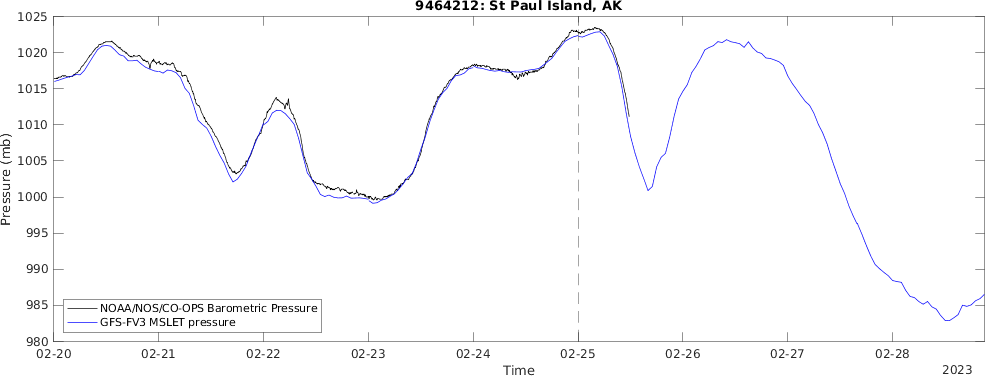 9464212: St Paul Island, AK
Pressure (mb)
1025
1020
1015
1010
1005
1000
995
990
985
980
NOAA/NOS/CO-OPS Barometric Pressure
GFS-FV3 MSLET pressure
02-20 02-21 02-22 02-23 02-24 02-25 02-26 02-27 02-28
Time
2023